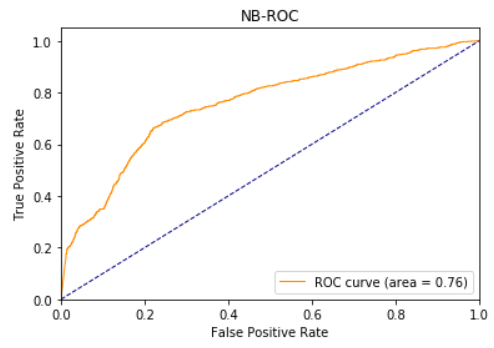 NB-ROC
True Positive Rate
1.0
0.8
0.6
0.4
0.2
0.0
ROC curve (area = 0.76)
0.0 0.2 0.4 0.6 0.8 1.0
False Positive Rate